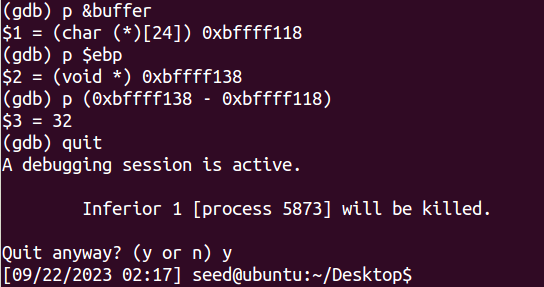 (gdb) p &buffer
$1 = (char (*)[24]) 0xbffff118
(gdb) p $ebp
$2 = (void *) 0xbffff138
(gdb) p (0xbffff138 - 0xbffff118)
$3 = 32
(gdb) quit
A debugging session is active.
Inferior 1 [process 5873] will be killed.
Quit anyway? (y or n) y
[09/22/2023 02:17] seed@ubuntu:~/Desktop$